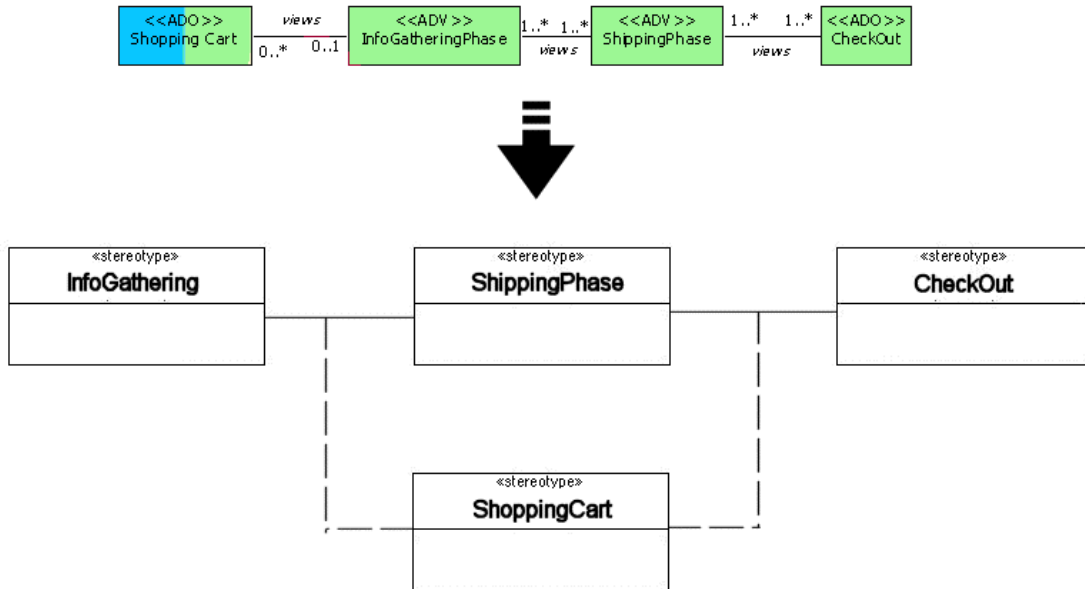 <<ADO>>
Shopping Cart
views
0..*
0..1
<<ADV >>
InfoGatheringPhase
1..*
1..*
views
<<ADV >>
ShippingPhase
1..*
1..*
views
<<ADO>>
CheckOut
«stereotype»
InfoGathering
«stereotype»
ShippingPhase
«stereotype»
CheckOut
«stereotype»
ShoppingCart